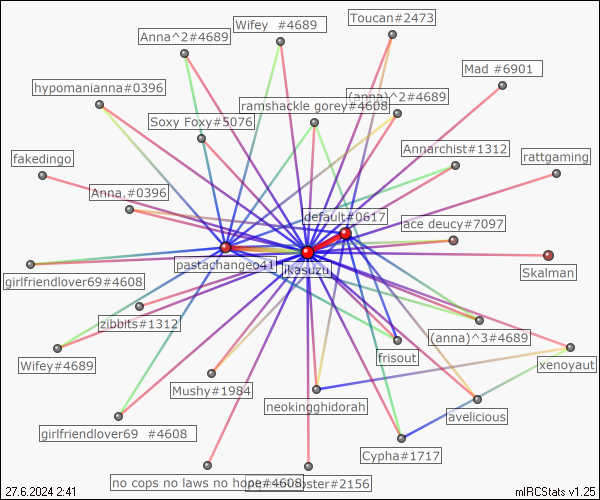 Toucan#2473
Wifey #4689
Anna^2#4689
Mad #6901
hypomanianna#0396
(anna)^2#4689
ramshackle gorey#4608
Soxy Foxy#5076
Annarchist#1312
fakedingo
rattgaming
Anna.#0396
default#0617
ace deucy#7097
pastachangeo41
jkasuzu
Skalman
girlfriendlover69#4608
zibbits#1312
(anna)^3#4689
frisout
Wifey#4689
xenoyaut
Mushy#1984
neokingghidorah
avelicious
girlfriendlover69 #4608
Cypha#1717
no cops no laws no hope#4608
#2156
27.6.2024 2:41
mIRCStats v1.25